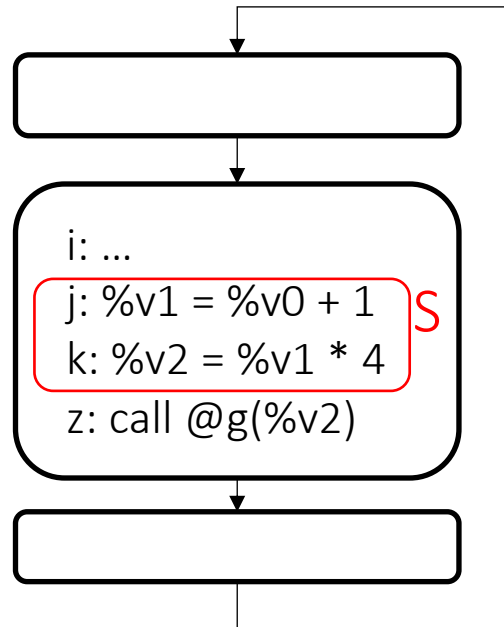 i: ...
j: %v1 = %v0 + 1
S
k: %v2 = %v1 * 4
z: call @g(%v2)